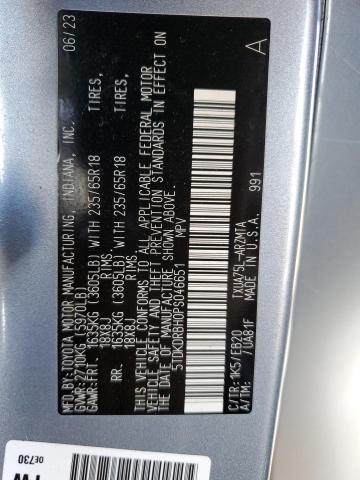 MFD. BY: TOYOTA MOTOR MANUFACTURING, INDIANA, INC. 06/23
GVWR: 2710KG (5970LB)
GAWR: FRT. 1635KG (3605LB) WITH 235/65R18 TIRES,
18X8J RIMS,
RR. 1635KG (3605LB) WITH 235/65R18 TIRES,
18X8J RIMS,
THIS VEHICLE CONFORMS TO ALL APPLICABLE FEDERAL MOTOR
VEHICLE SAFETY AND THEFT PREVENTION STANDARDS IN EFFECT ON
THE DATE OF MANUFACTURE SHOWN ABOVE.
MPV
A
C/TR: 1K5/EB20 TXUA75L-ARZMTA
A/TM: /UA81F MADE IN U.S.A. 991
0E730